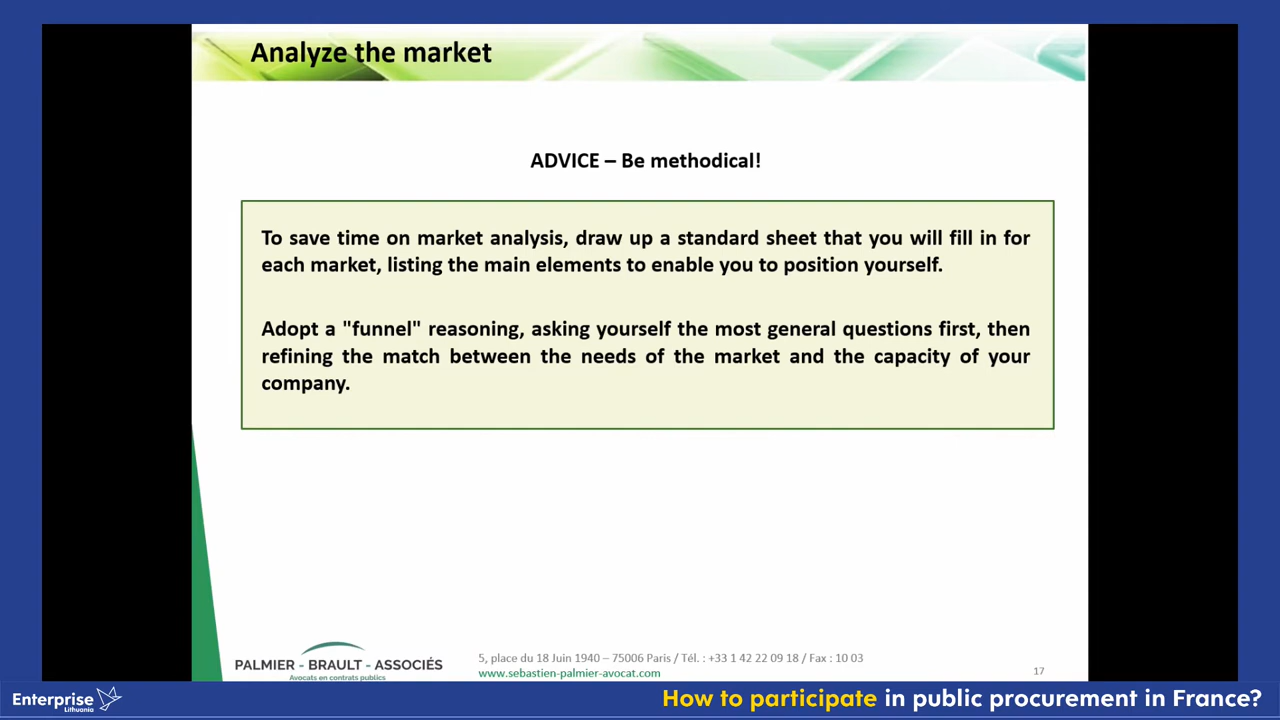 Analyze the market
ADVICE – Be methodical!
To save time on market analysis, draw up a standard sheet that you will fill in for
each market, listing the main elements to enable you to position yourself.
Adopt a "funnel" reasoning, asking yourself the most general questions first, then
refining the match between the needs of the market and the capacity of your
company.
PALMIER - BRAULT - ASSOCIÉS
Avocats en contrats publics
5, place du 18 Juin 1940 – 75006 Paris / Tél. : +33 1 42 22 09 18 / Fax : 10 03
www.sebastien-palmier-avocat.com
17
Enterprise
Lithuania
How to participate in public procurement in France?